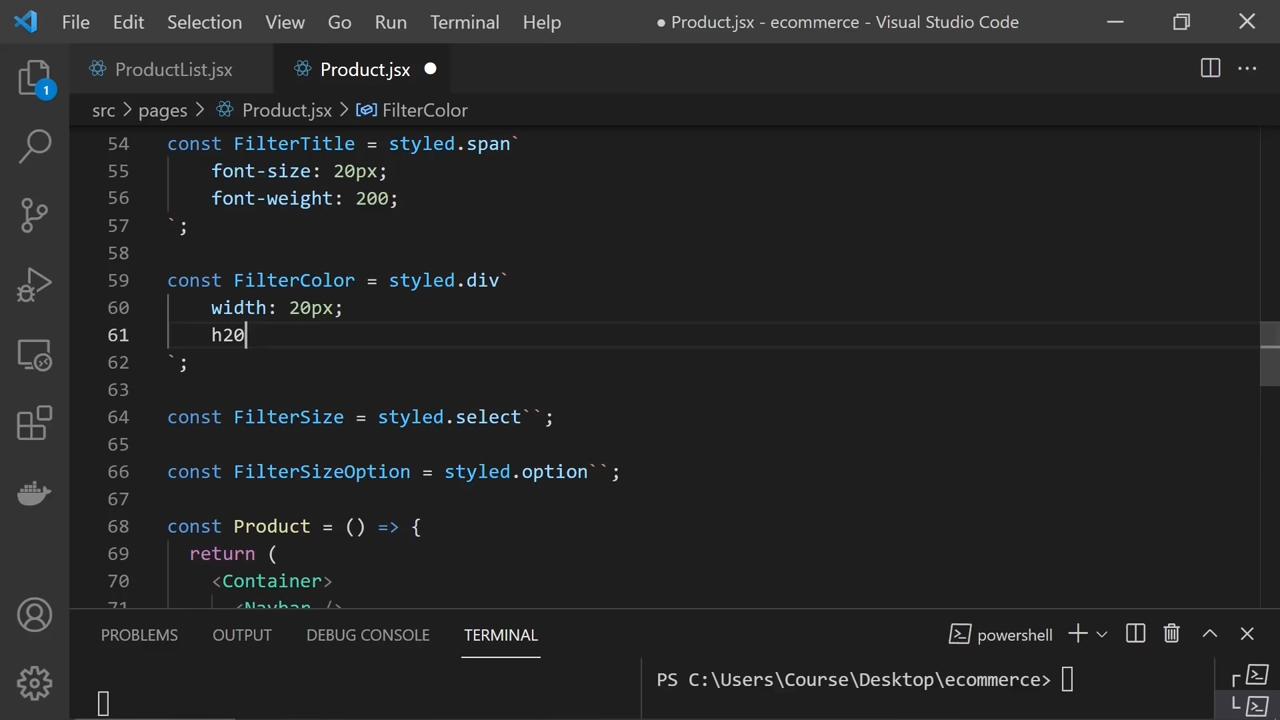 File Edit Selection View Go Run Terminal Help ● Product.jsx - ecommerce - Visual Studio Code
ProductList.jsx Product.jsx
src > pages > Product.jsx > FilterColor
1
54 const FilterTitle = styled.span`
55 font-size: 20px;
56 font-weight: 200;
57 `;
58
59 const FilterColor = styled.div`
60 width: 20px;
61 h20
62 `;
63
64 const FilterSize = styled.select``;
65
66 const FilterSizeOption = styled.option``;
67
68 const Product = () => {
69 return (
70 <Container>
71 <Navbar />
PROBLEMS OUTPUT DEBUG CONSOLE TERMINAL powershell
PS C:\Users\Course\Desktop\ecommerce>